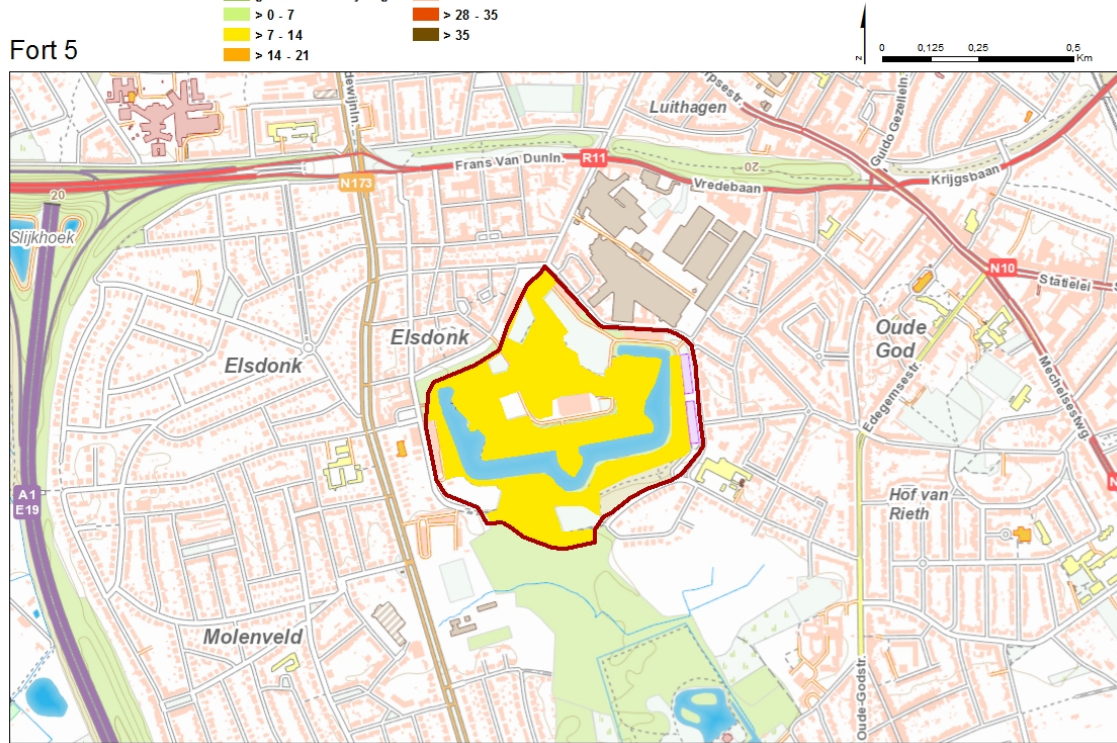 > 0 - 7
> 28 - 35
> 7 - 14
> 35
> 14 - 21
Fort 5
z
0 0,125 0,25 0,5
Km
Luithagen
Guido Gezelleln.
Frans Van Dunln.
R11
20
Vredebaan
Krijgsbaan
N173
20
Slijkhoek
N10
Statielei
Elsdonk
Oude
God
Elsdonk
Edegemsestr.
Mechelsestwg.
A1
E19
Hof van
Rieth
N
Molenveld
Oude-Godstr.